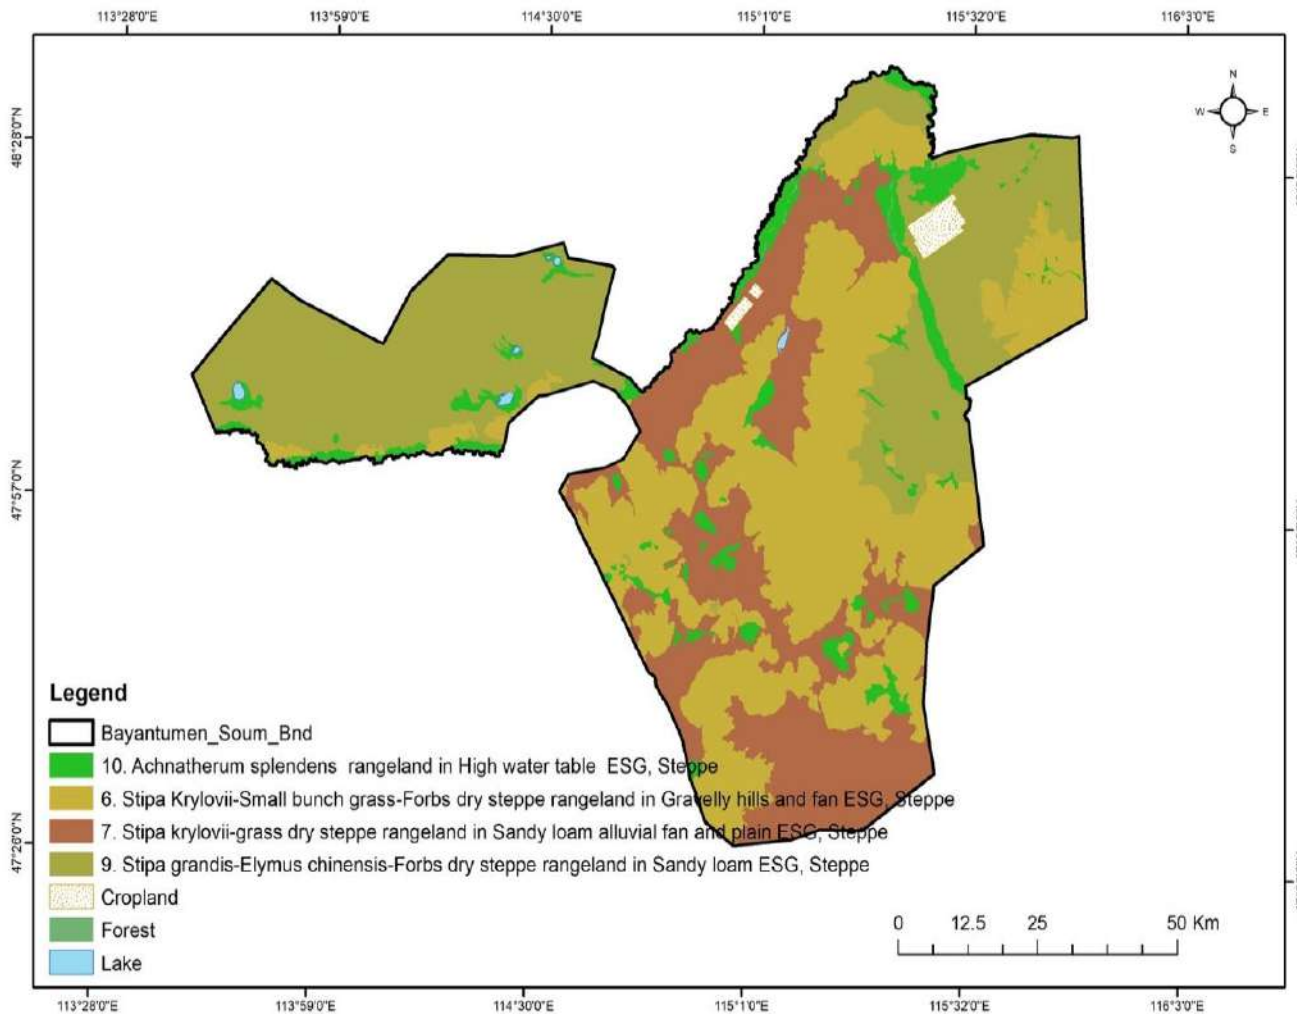 113°28'0"E 113°59'0"E 114°30'0"E 115°1'0"E 115°32'0"E 116°3'0"E
48°28'0"N
47°57'0"N
47°26'0"N
N
W E
S
Legend
Bayantumen_Soum_Bnd
10. Achnatherum splendens rangeland in High water table ESG, Steppe
6. Stipa Krylovii-Small bunch grass-Forbs dry steppe rangeland in Gravelly hills and fan ESG, Steppe
7. Stipa krylovii-grass dry steppe rangeland in Sandy loam alluvial fan and plain ESG, Steppe
9. Stipa grandis-Elymus chinensis-Forbs dry steppe rangeland in Sandy loam ESG, Steppe
Cropland
Forest
Lake
0 12.5 25 50 Km
113°28'0"E 113°59'0"E 114°30'0"E 115°1'0"E 115°32'0"E 116°3'0"E